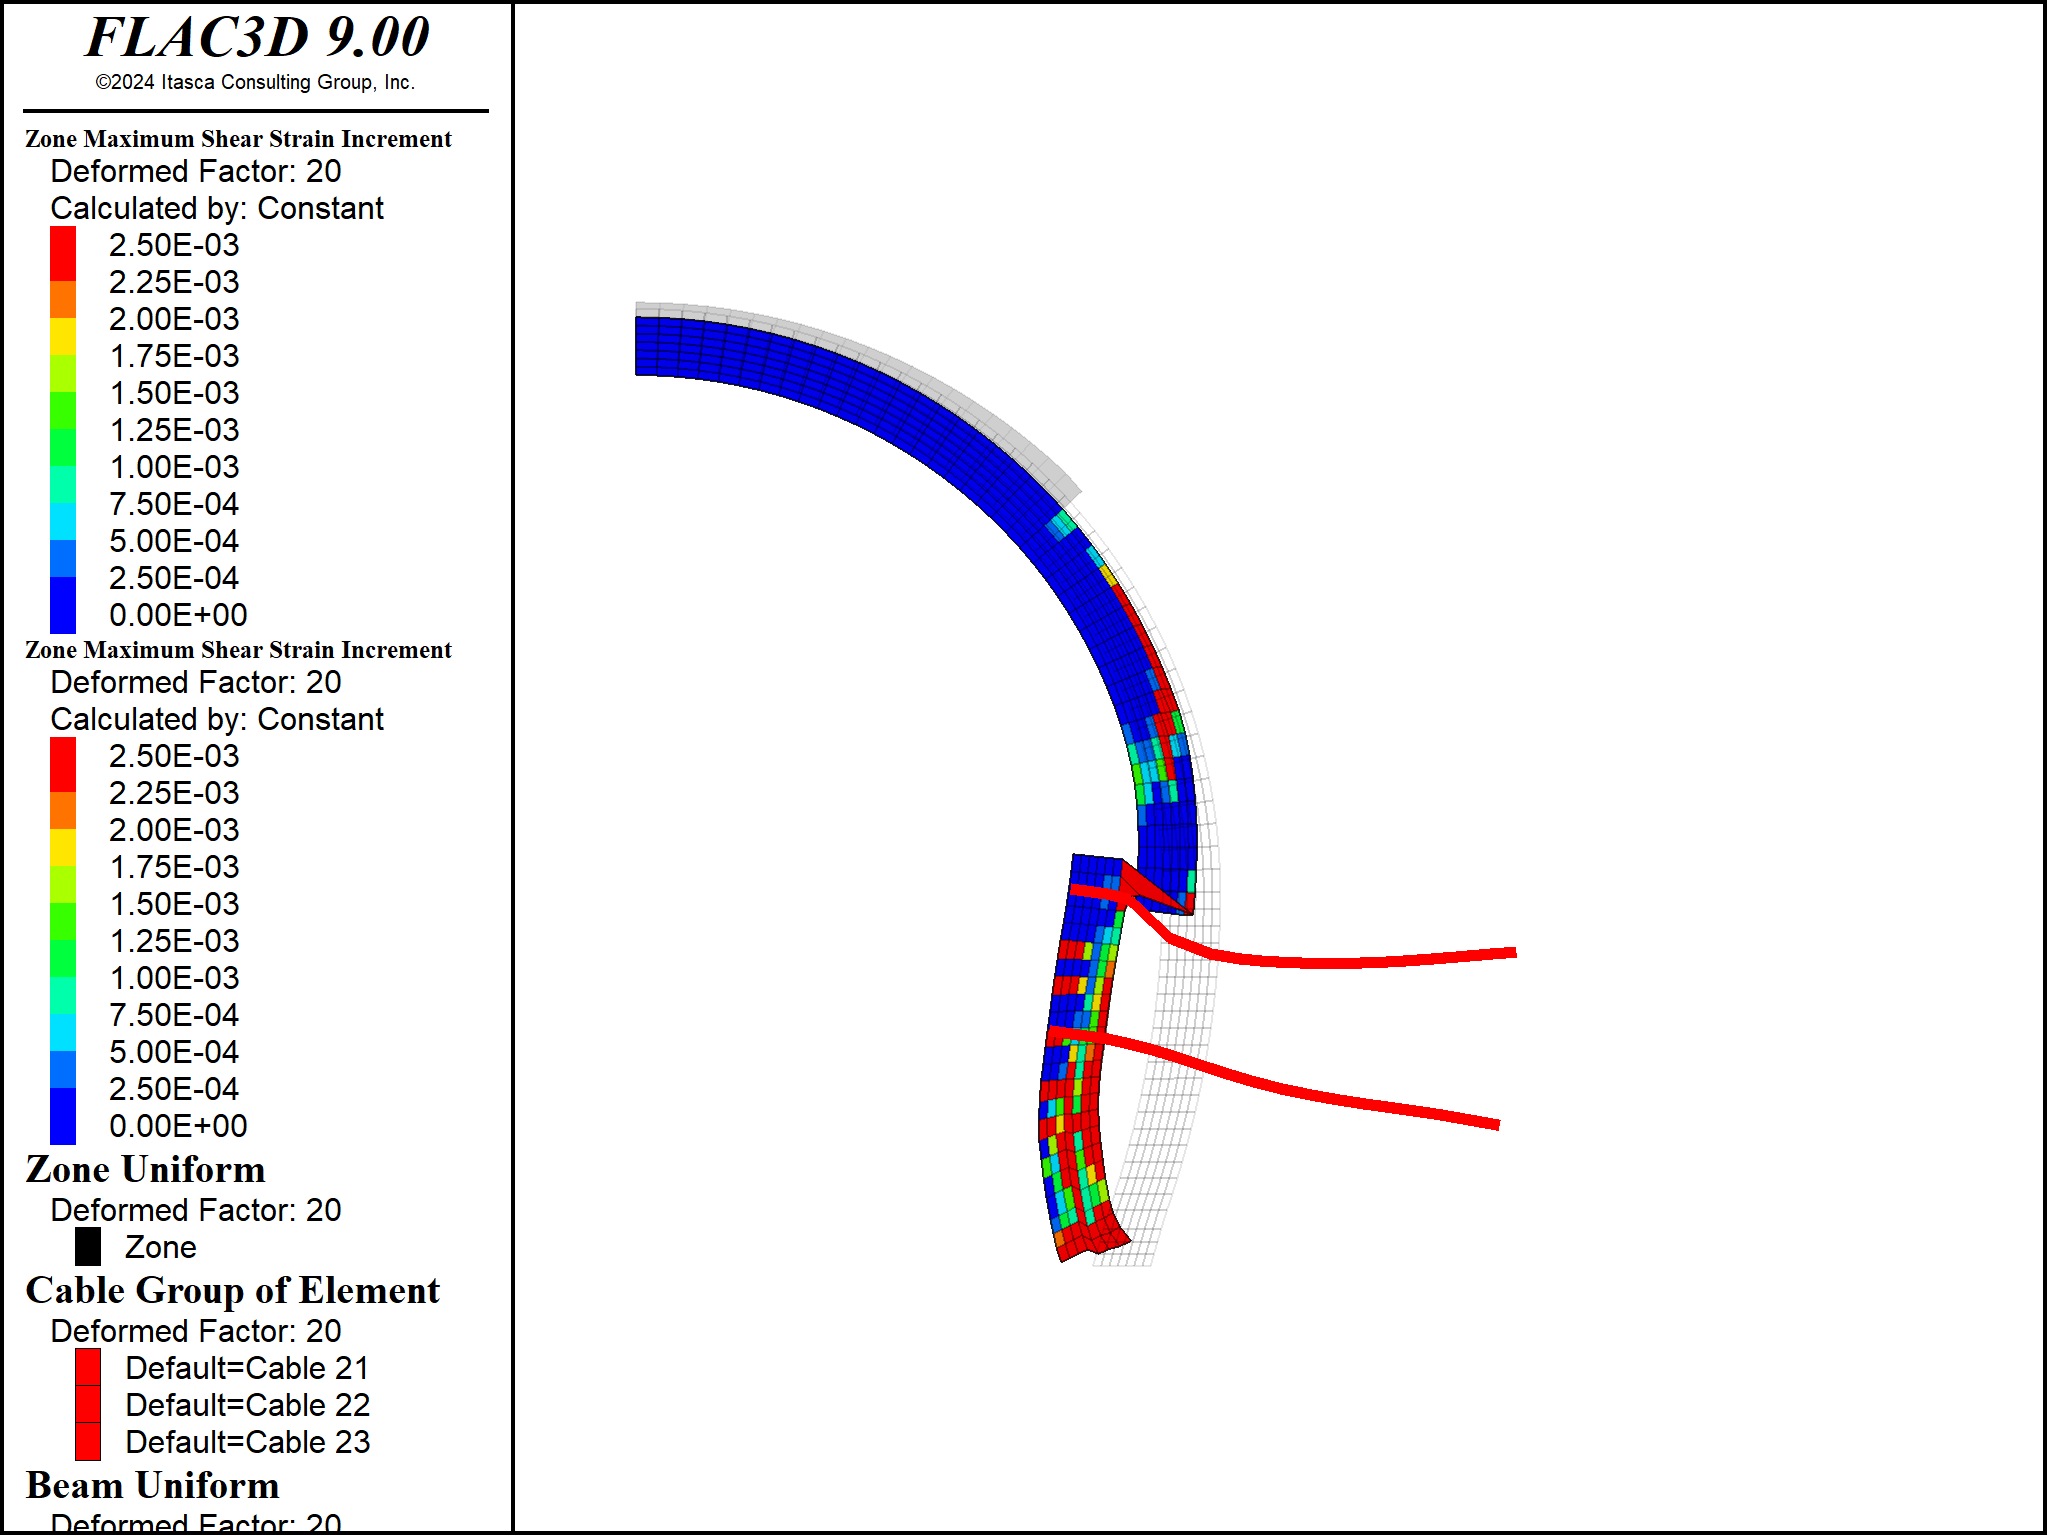 FLAC3D 9.00
©2024 Itasca Consulting Group, Inc.
Zone Maximum Shear Strain Increment
Deformed Factor: 20
Calculated by: Constant
2.50E-03
2.25E-03
2.00E-03
1.75E-03
1.50E-03
1.25E-03
1.00E-03
7.50E-04
5.00E-04
2.50E-04
0.00E+00
Zone Maximum Shear Strain Increment
Deformed Factor: 20
Calculated by: Constant
2.50E-03
2.25E-03
2.00E-03
1.75E-03
1.50E-03
1.25E-03
1.00E-03
7.50E-04
5.00E-04
2.50E-04
0.00E+00
Zone Uniform
Deformed Factor: 20
Zone
Cable Group of Element
Deformed Factor: 20
Default=Cable 21
Default=Cable 22
Default=Cable 23
Beam Uniform
Deformed Factor: 20